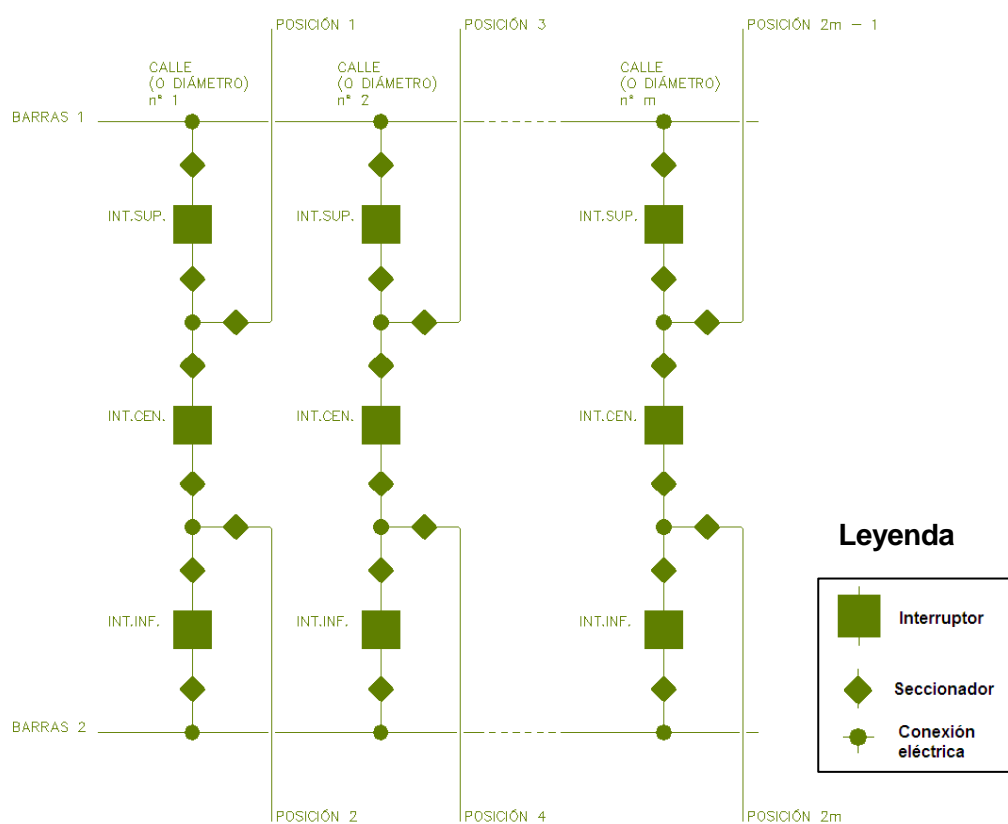 POSICIÓN 1
POSICIÓN 3
POSICIÓN 2m - 1
CALLE
(O DIÁMETRO)
nº 1
CALLE
(O DIÁMETRO)
nº 2
CALLE
(O DIÁMETRO)
nº m
BARRAS 1
INT.SUP.
INT.SUP.
INT.SUP.
INT.CEN.
INT.CEN.
INT.CEN.
INT.INF.
INT.INF.
INT.INF.
BARRAS 2
POSICIÓN 2
POSICIÓN 4
POSICIÓN 2m
Leyenda
Interruptor
Seccionador
Conexión
eléctrica